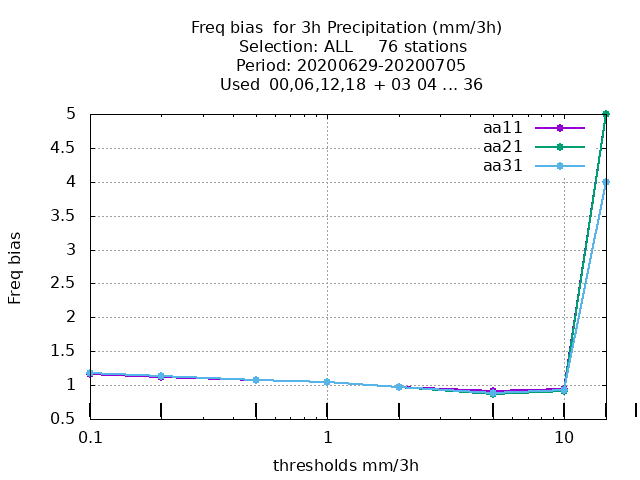 Freq bias  for 3h Precipitation (mm/3h)
Selection: ALL     76 stations
Period: 20200629-20200705
Used  00,06,12,18  + 03 04 ... 36
5
4.5
4
3.5
3
2.5
2
1.5
1
0.5
Freq bias
aa11
aa21
aa31
0.1 1 10
thresholds mm/3h